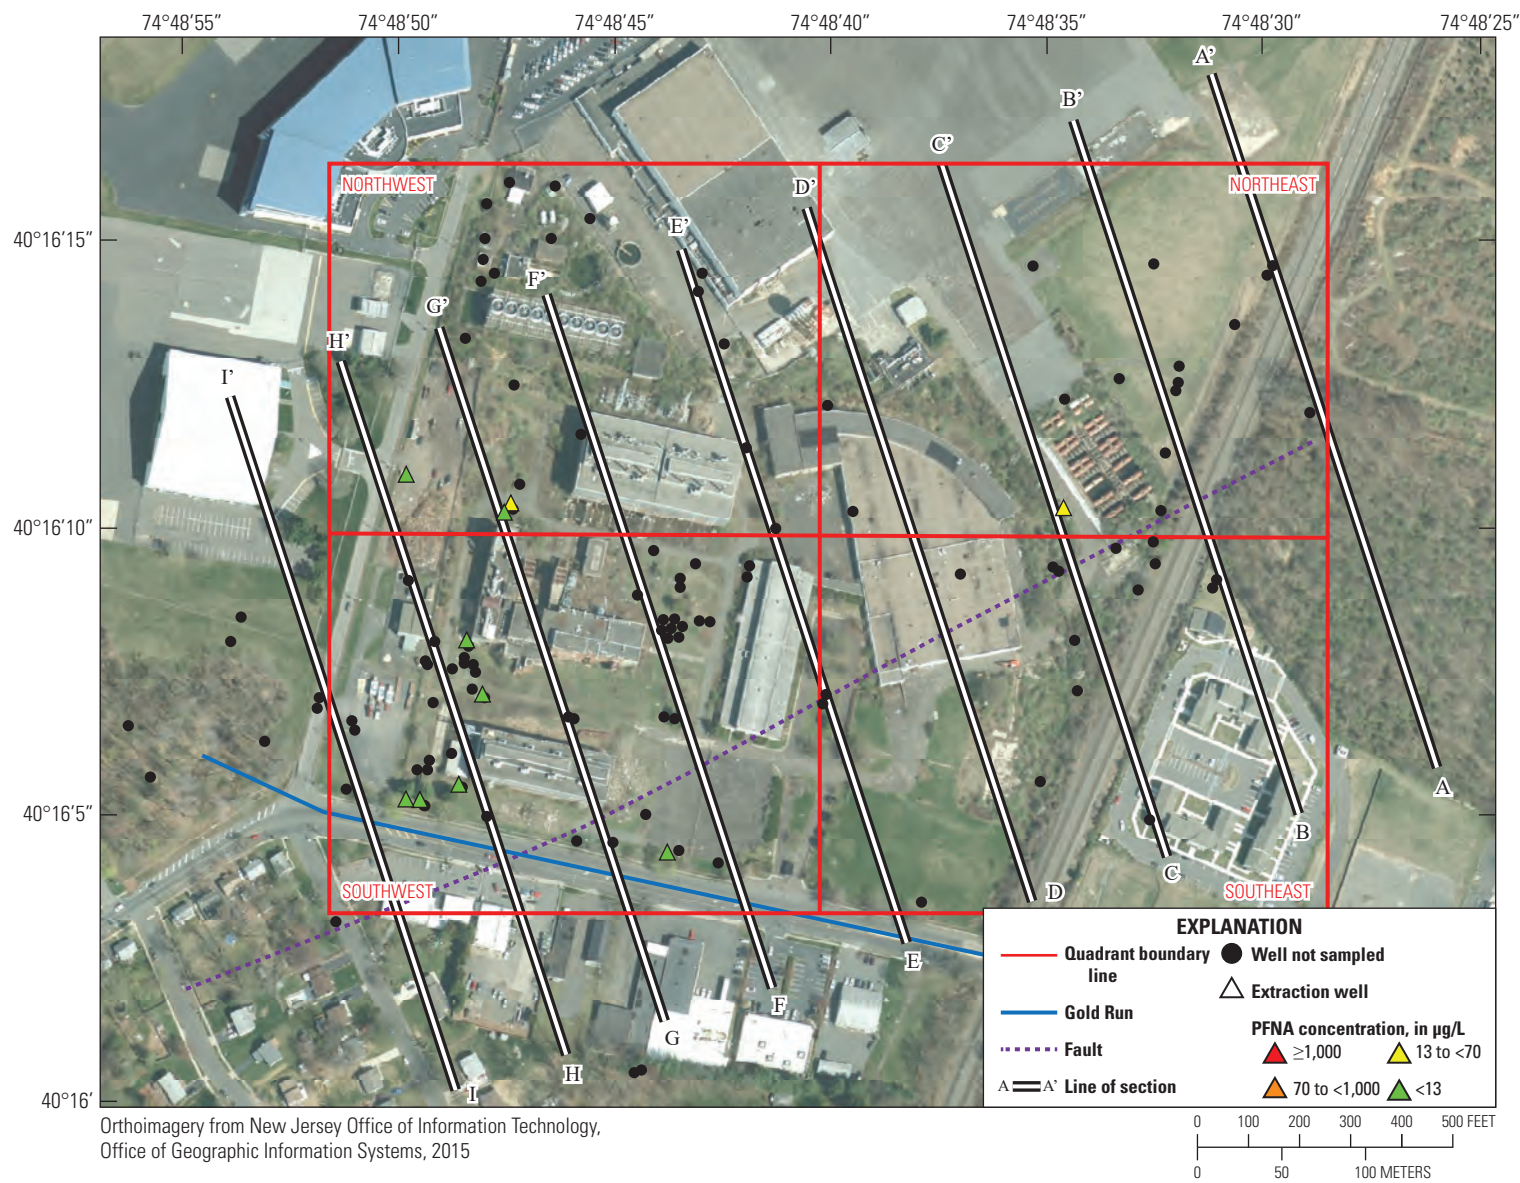 74°48′55″
74°48′50″
74°48′45″
74°48′40″
74°48′35″
74°48′30″
74°48′25″
40°16′15″
40°16′10″
40°16′5″
40°16′
A’
B’
C’
D’
E’
F’
G’
H’
I’
NORTHWEST
NORTHEAST
SOUTHWEST
SOUTHEAST
A
B
C
D
E
F
G
H
I
EXPLANATION
Quadrant boundary
line
Gold Run
Fault
A A’ Line of section
Well not sampled
Extraction well
PFNA concentration, in µg/L
≥1,000
13 to <70
70 to <1,000
<13
Orthoimagery from New Jersey Office of Information Technology,
Office of Geographic Information Systems, 2015
0 100 200 300 400 500 FEET
0 50 100 METERS